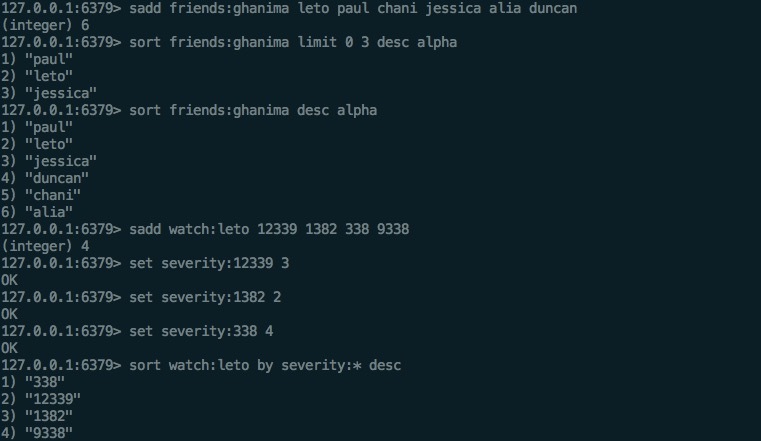 127.0.0.1:6379> sadd friends:ghanima leto paul chani jessica alia duncan
(integer) 6
127.0.0.1:6379> sort friends:ghanima limit 0 3 desc alpha
1) "paul"
2) "leto"
3) "jessica"
127.0.0.1:6379> sort friends:ghanima desc alpha
1) "paul"
2) "leto"
3) "jessica"
4) "duncan"
5) "chani"
6) "alia"
127.0.0.1:6379> sadd watch:leto 12339 1382 338 9338
(integer) 4
127.0.0.1:6379> set severity:12339 3
OK
127.0.0.1:6379> set severity:1382 2
OK
127.0.0.1:6379> set severity:338 4
OK
127.0.0.1:6379> sort watch:leto by severity:* desc
1) "338"
2) "12339"
3) "1382"
4) "9338"